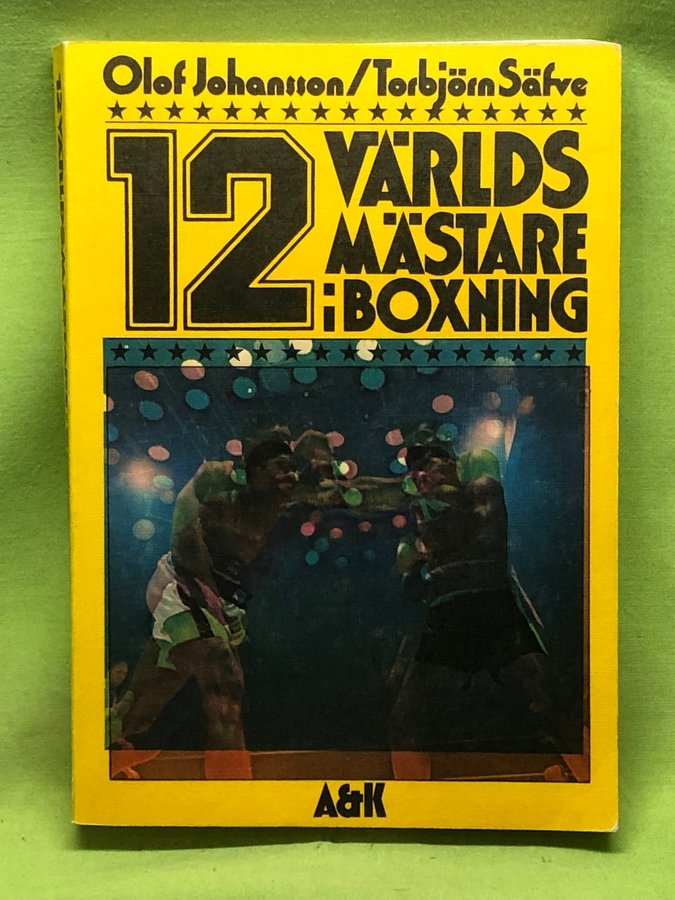 Olof Johansson/Torbjörn Säfve
12 VÄRLDS
MÄSTARE
i BOXNING
A&K